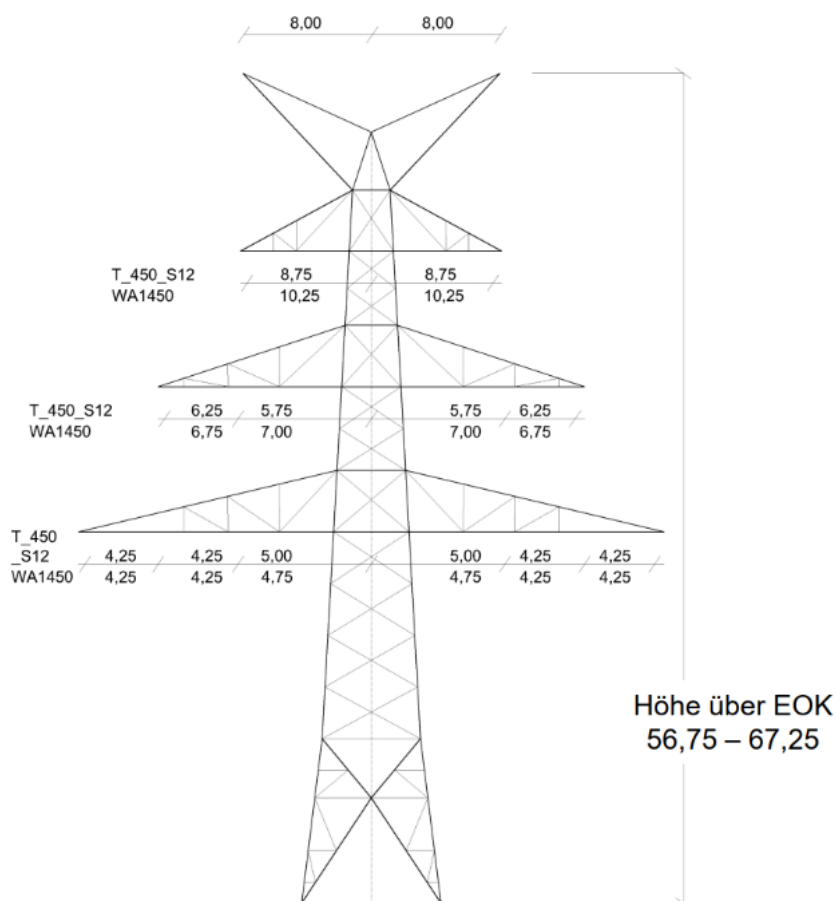 8,00 8,00
T_450_S12 8,75 8,75
WA1450 10,25 10,25
T_450_S12 6,25 5,75 5,75 6,25
WA1450 6,75 7,00 7,00 6,75
T_450
_S12 4,25 4,25 5,00 5,00 4,25 4,25
WA1450 4,25 4,25 4,75 4,75 4,25 4,25
Höhe über EOK
56,75 – 67,25